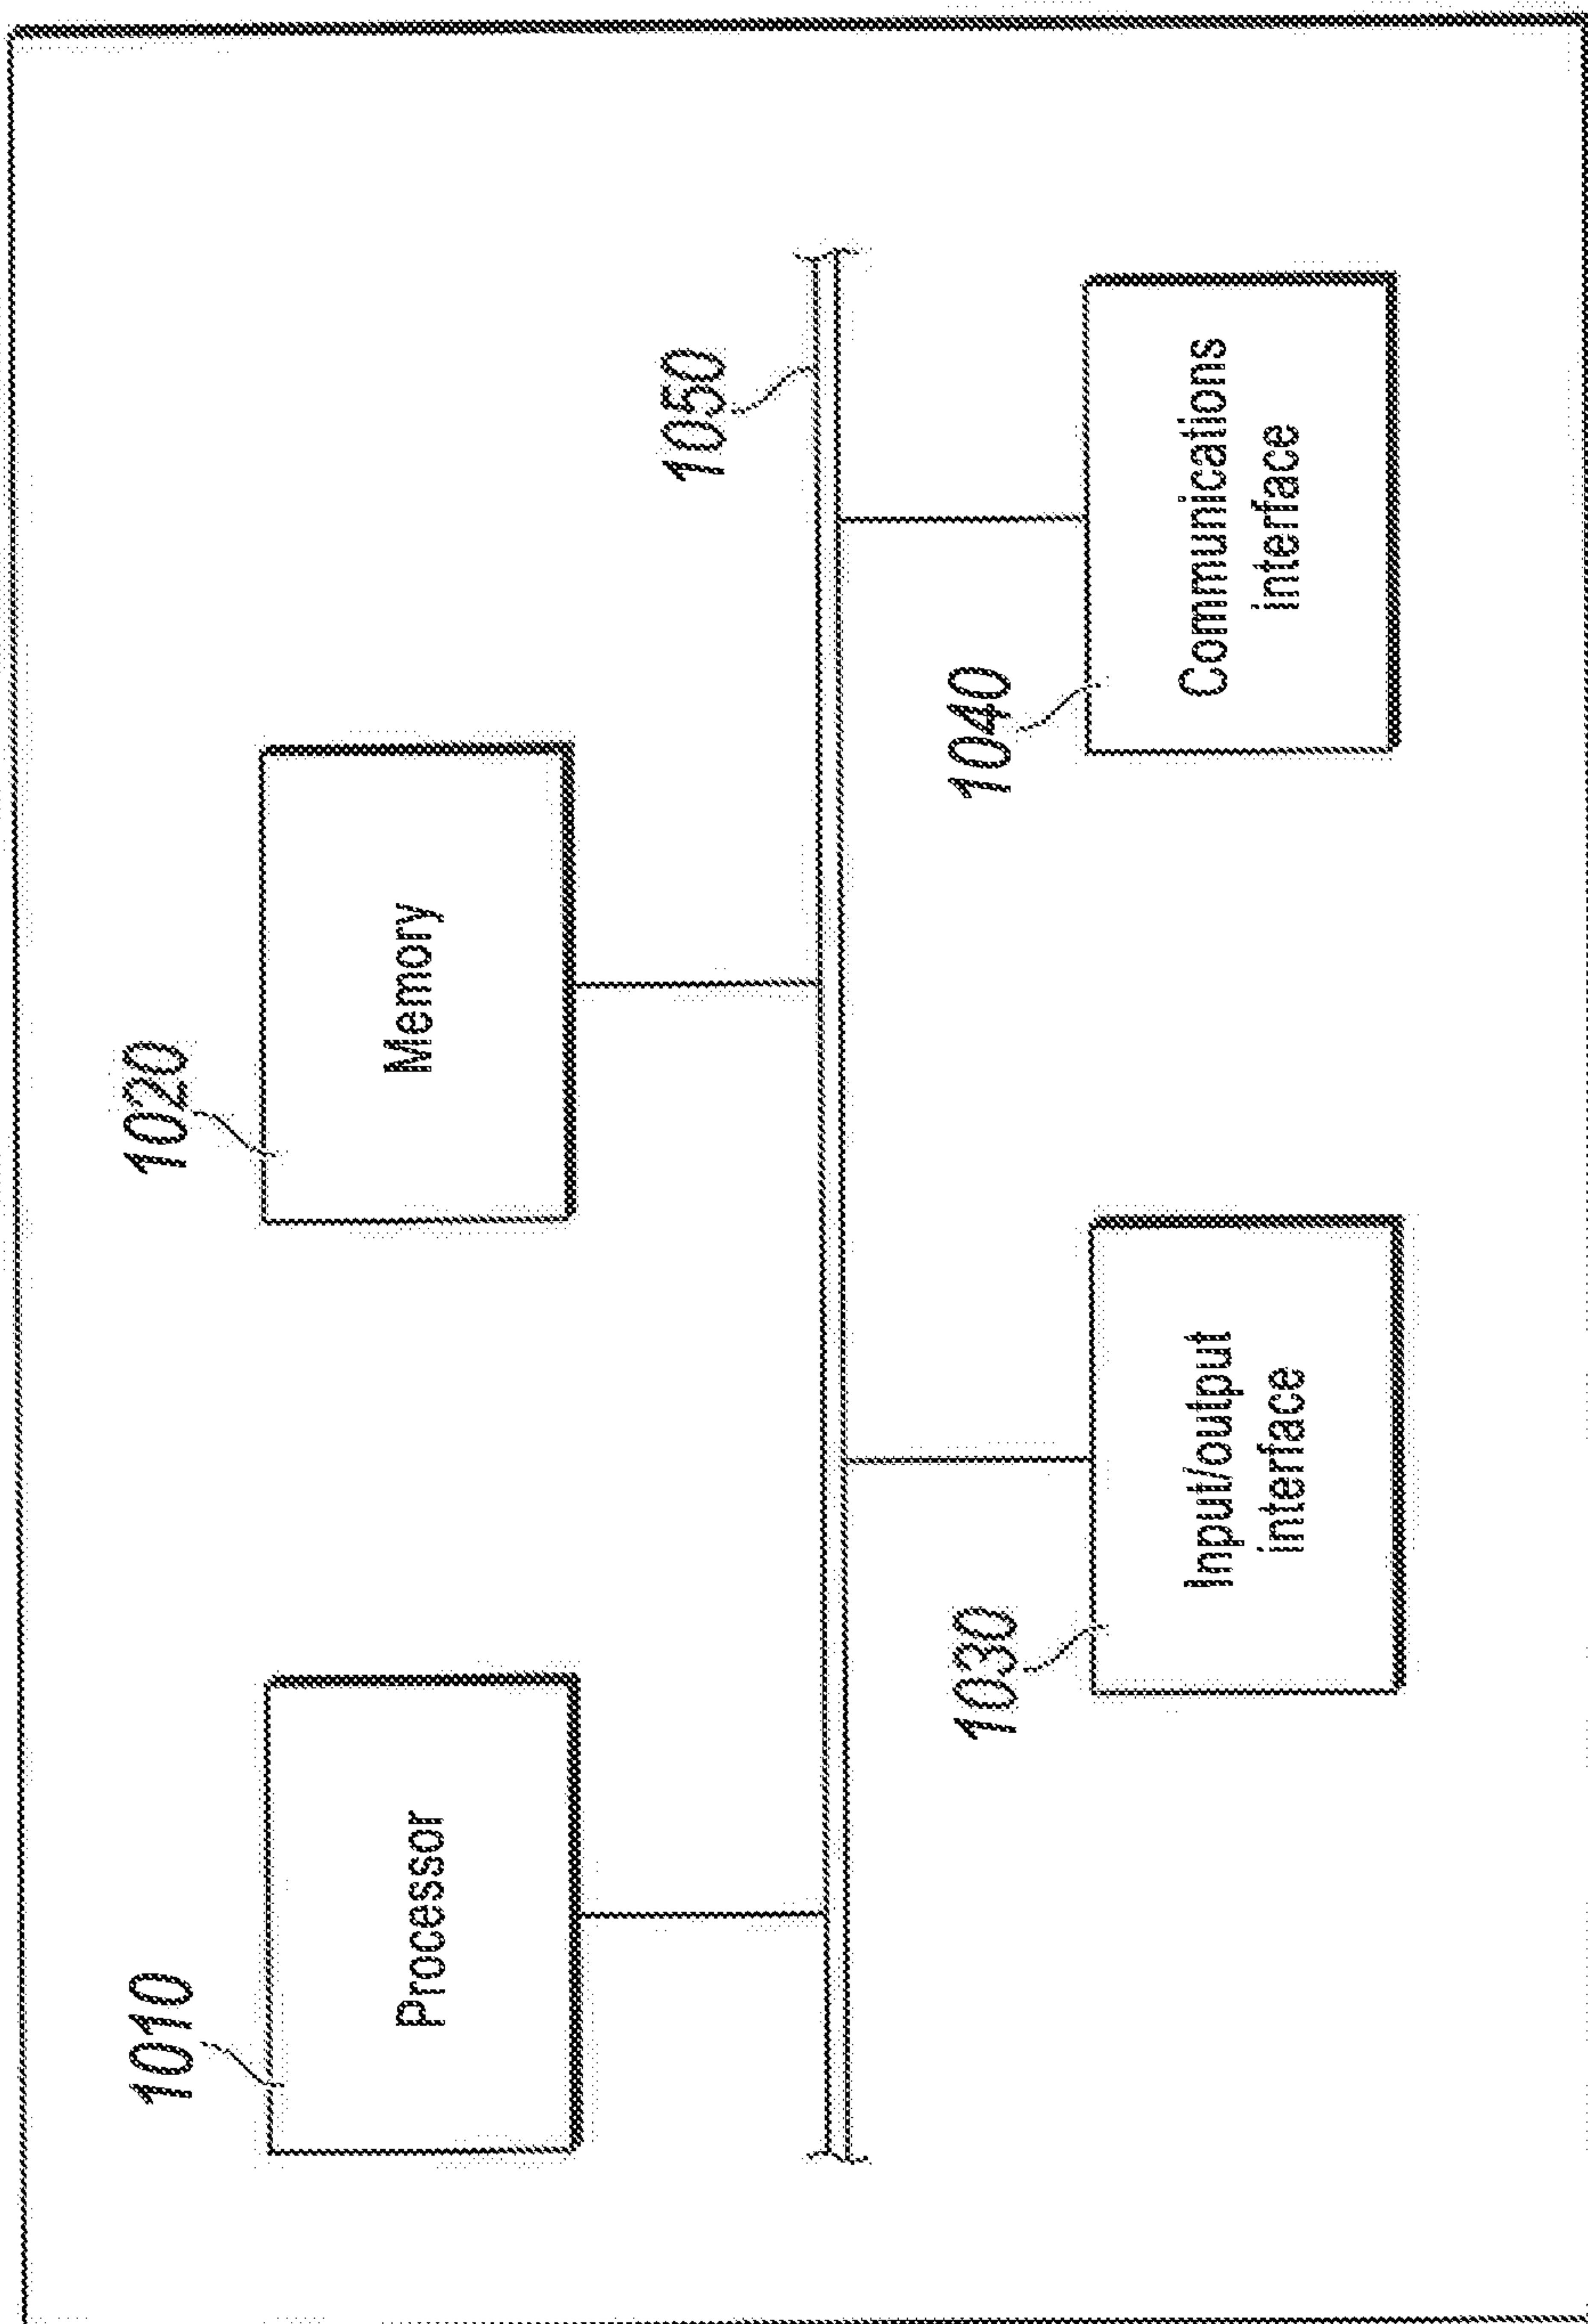 1010
Processor
1020
Memory
1050
1030
Input/output
interface
1040
Communications
interface